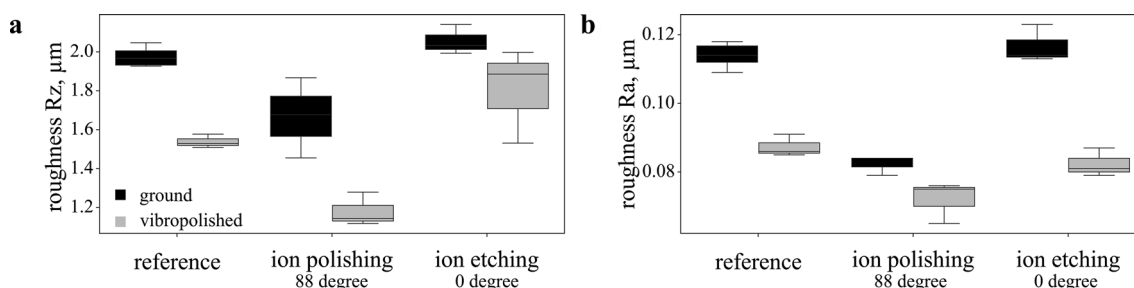 a
roughness Rz, μm
2.0
1.8
1.6
1.4
1.2
ground
vibropolished
reference
ion polishing
88 degree
ion etching
0 degree
b
roughness Ra, μm
0.12
0.10
0.08
reference
ion polishing
88 degree
ion etching
0 degree